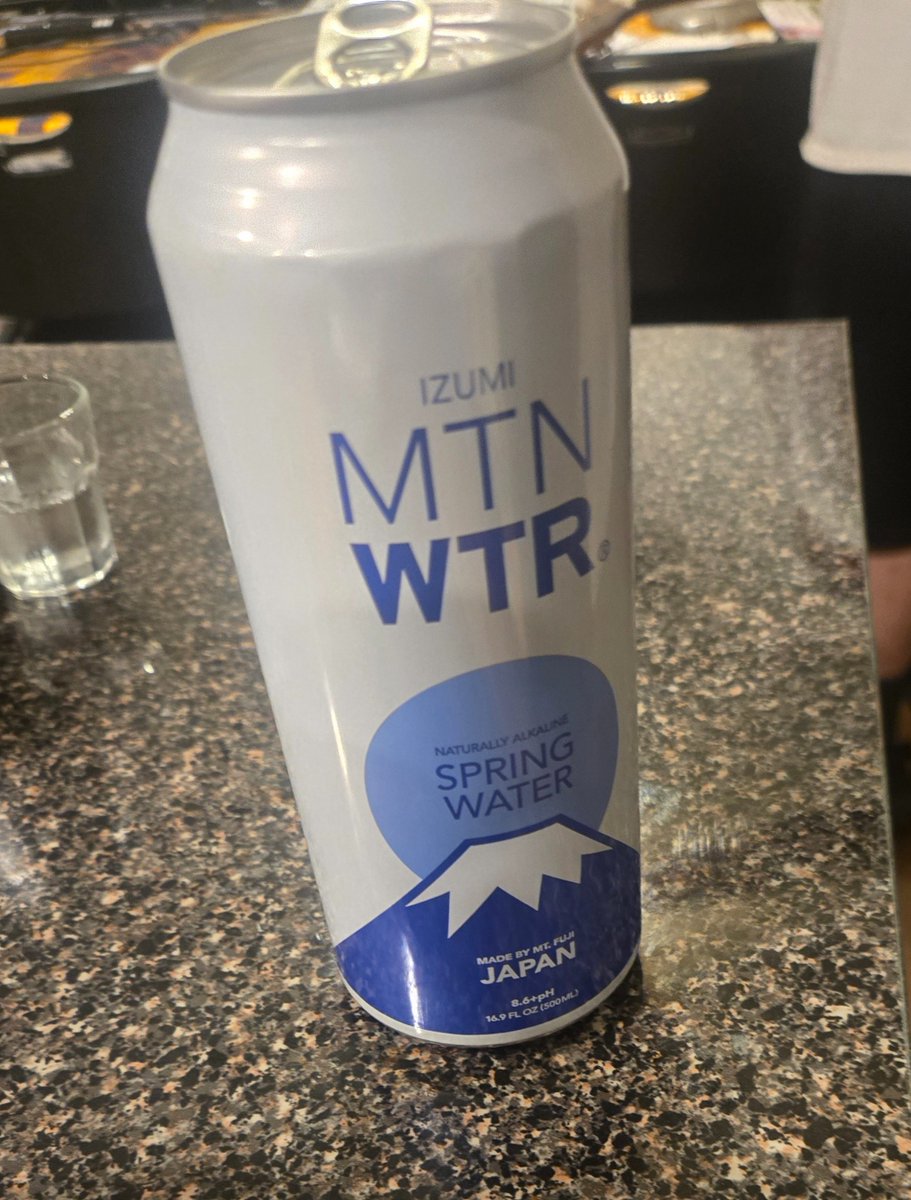 IZUMI
MTN
WTR®
NATURALLY ALKALINE
SPRING
WATER
MADE BY MT. FUJI
JAPAN
8.6+pH
16.9 FL OZ (500ML)